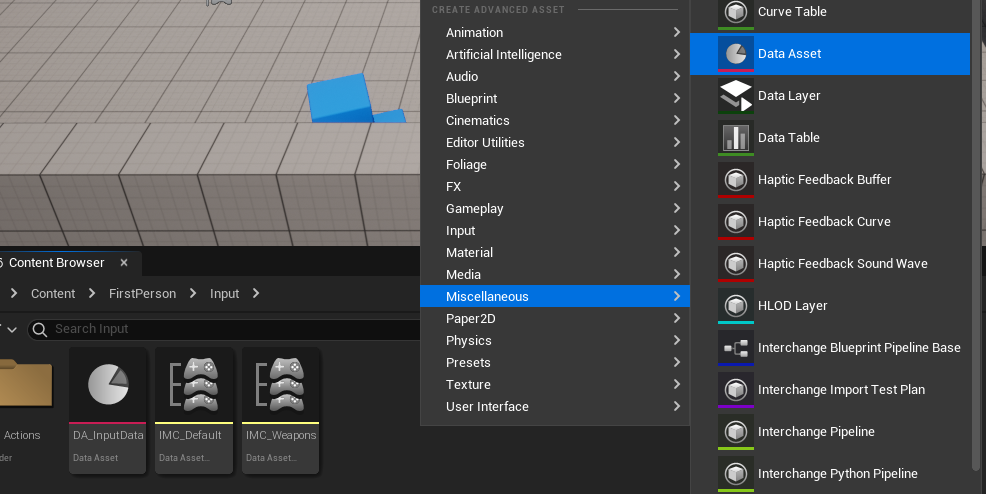 CREATE ADVANCED ASSET
Animation
Artificial Intelligence
Audio
Blueprint
Cinematics
Editor Utilities
Foliage
FX
Gameplay
Input
Material
Media
Miscellaneous
Paper2D
Physics
Presets
Texture
User Interface
Curve Table
Data Asset
Data Layer
Data Table
Haptic Feedback Buffer
Haptic Feedback Curve
Haptic Feedback Sound Wave
HLOD Layer
Interchange Blueprint Pipeline Base
Interchange Import Test Plan
Interchange Pipeline
Interchange Python Pipeline
Content Browser
Content FirstPerson Input
Search Input
Actions
DA_InputData
Data Asset
IMC_Default
Data Asset...
IMC_Weapons
Data Asset...